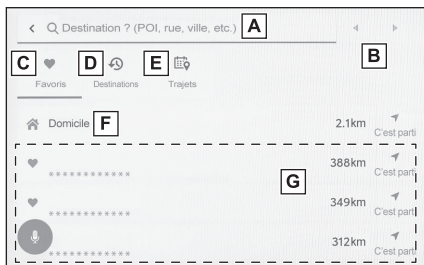 Destination ? (POI, rue, ville, etc.) A
B
C D E
Favoris Destinations Trajets
Domicile F 2.1km
C'est parti
388km
************ C'est parti
G
349km
************ C'est parti
312km
************ C'est parti